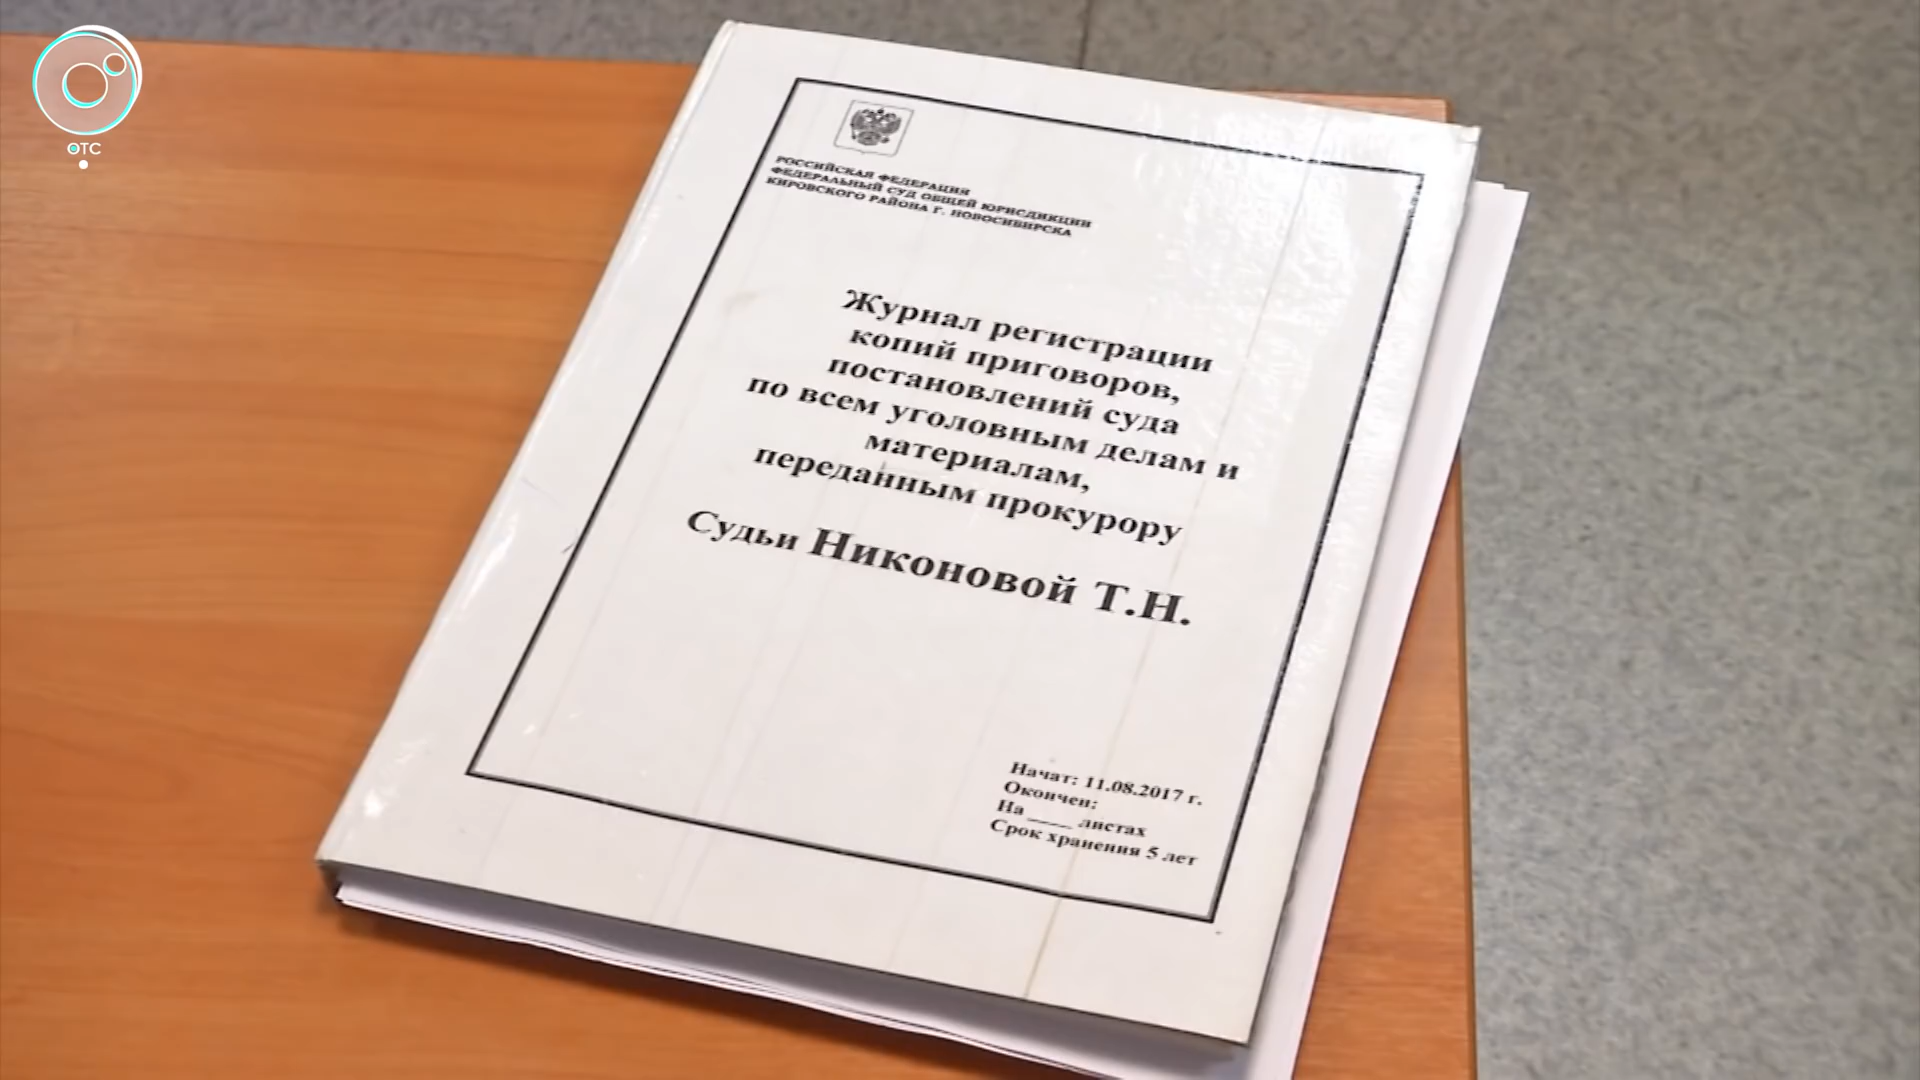 ОТС
РОССИЙСКАЯ ФЕДЕРАЦИЯ
ФЕДЕРАЛЬНЫЙ СУД ОБЩЕЙ ЮРИСДИКЦИИ
КИРОВСКОГО РАЙОНА Г. НОВОСИБИРСКА
Журнал регистрации
копий приговоров,
постановлений суда
по всем уголовным делам и
материалам,
переданным прокурору
Судьи Никоновой Т.Н.
Начат: 11.08.2017 г.
Окончен:
На ____ листах
Срок хранения 5 лет